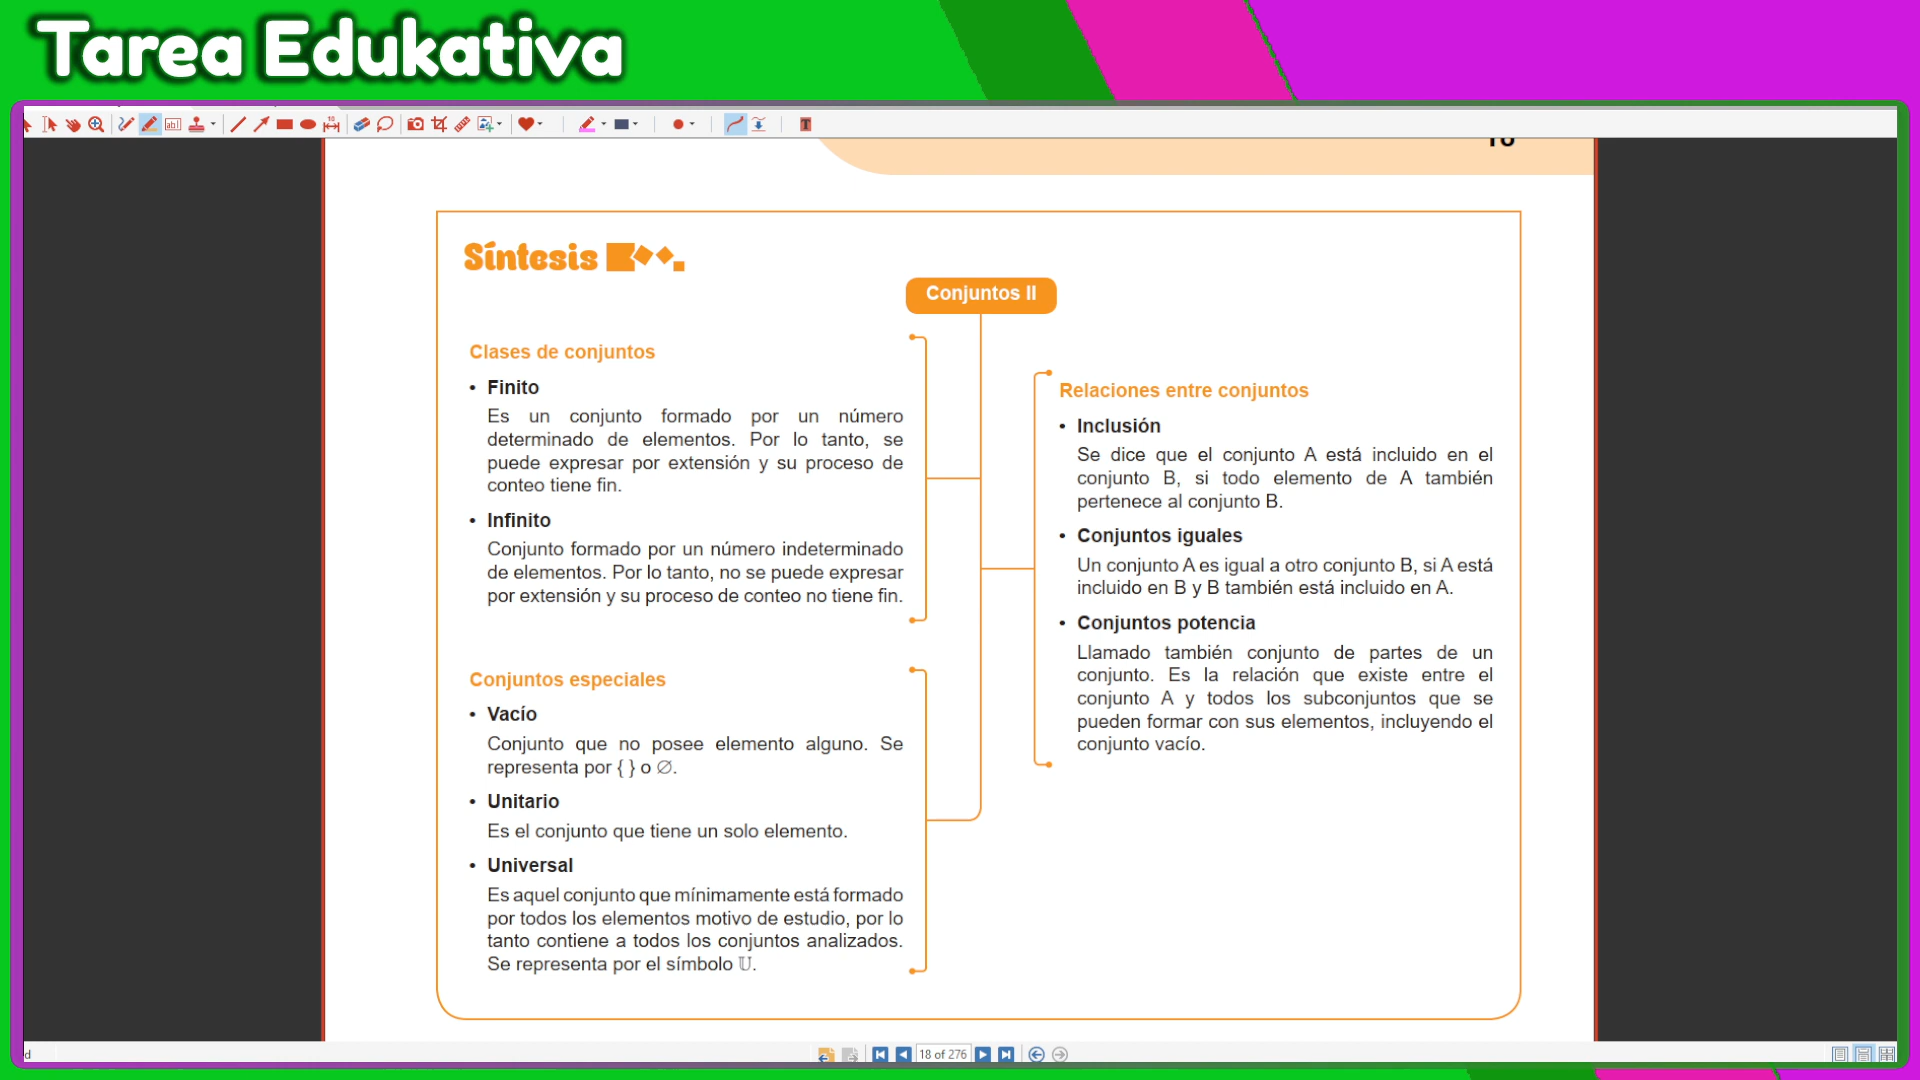 Tarea Edukativa
Síntesis
Conjuntos II
Clases de conjuntos
• Finito
Es un conjunto formado por un número
determinado de elementos. Por lo tanto, se
puede expresar por extensión y su proceso de
conteo tiene fin.
• Infinito
Conjunto formado por un número indeterminado
de elementos. Por lo tanto, no se puede expresar
por extensión y su proceso de conteo no tiene fin.
Conjuntos especiales
• Vacío
Conjunto que no posee elemento alguno. Se
representa por { } o ∅.
• Unitario
Es el conjunto que tiene un solo elemento.
• Universal
Es aquel conjunto que mínimamente está formado
por todos los elementos motivo de estudio, por lo
tanto contiene a todos los conjuntos analizados.
Se representa por el símbolo 𝕌.
Relaciones entre conjuntos
• Inclusión
Se dice que el conjunto A está incluido en el
conjunto B, si todo elemento de A también
pertenece al conjunto B.
• Conjuntos iguales
Un conjunto A es igual a otro conjunto B, si A está
incluido en B y B también está incluido en A.
• Conjuntos potencia
Llamado también conjunto de partes de un
conjunto. Es la relación que existe entre el
conjunto A y todos los subconjuntos que se
pueden formar con sus elementos, incluyendo el
conjunto vacío.
18 of 276